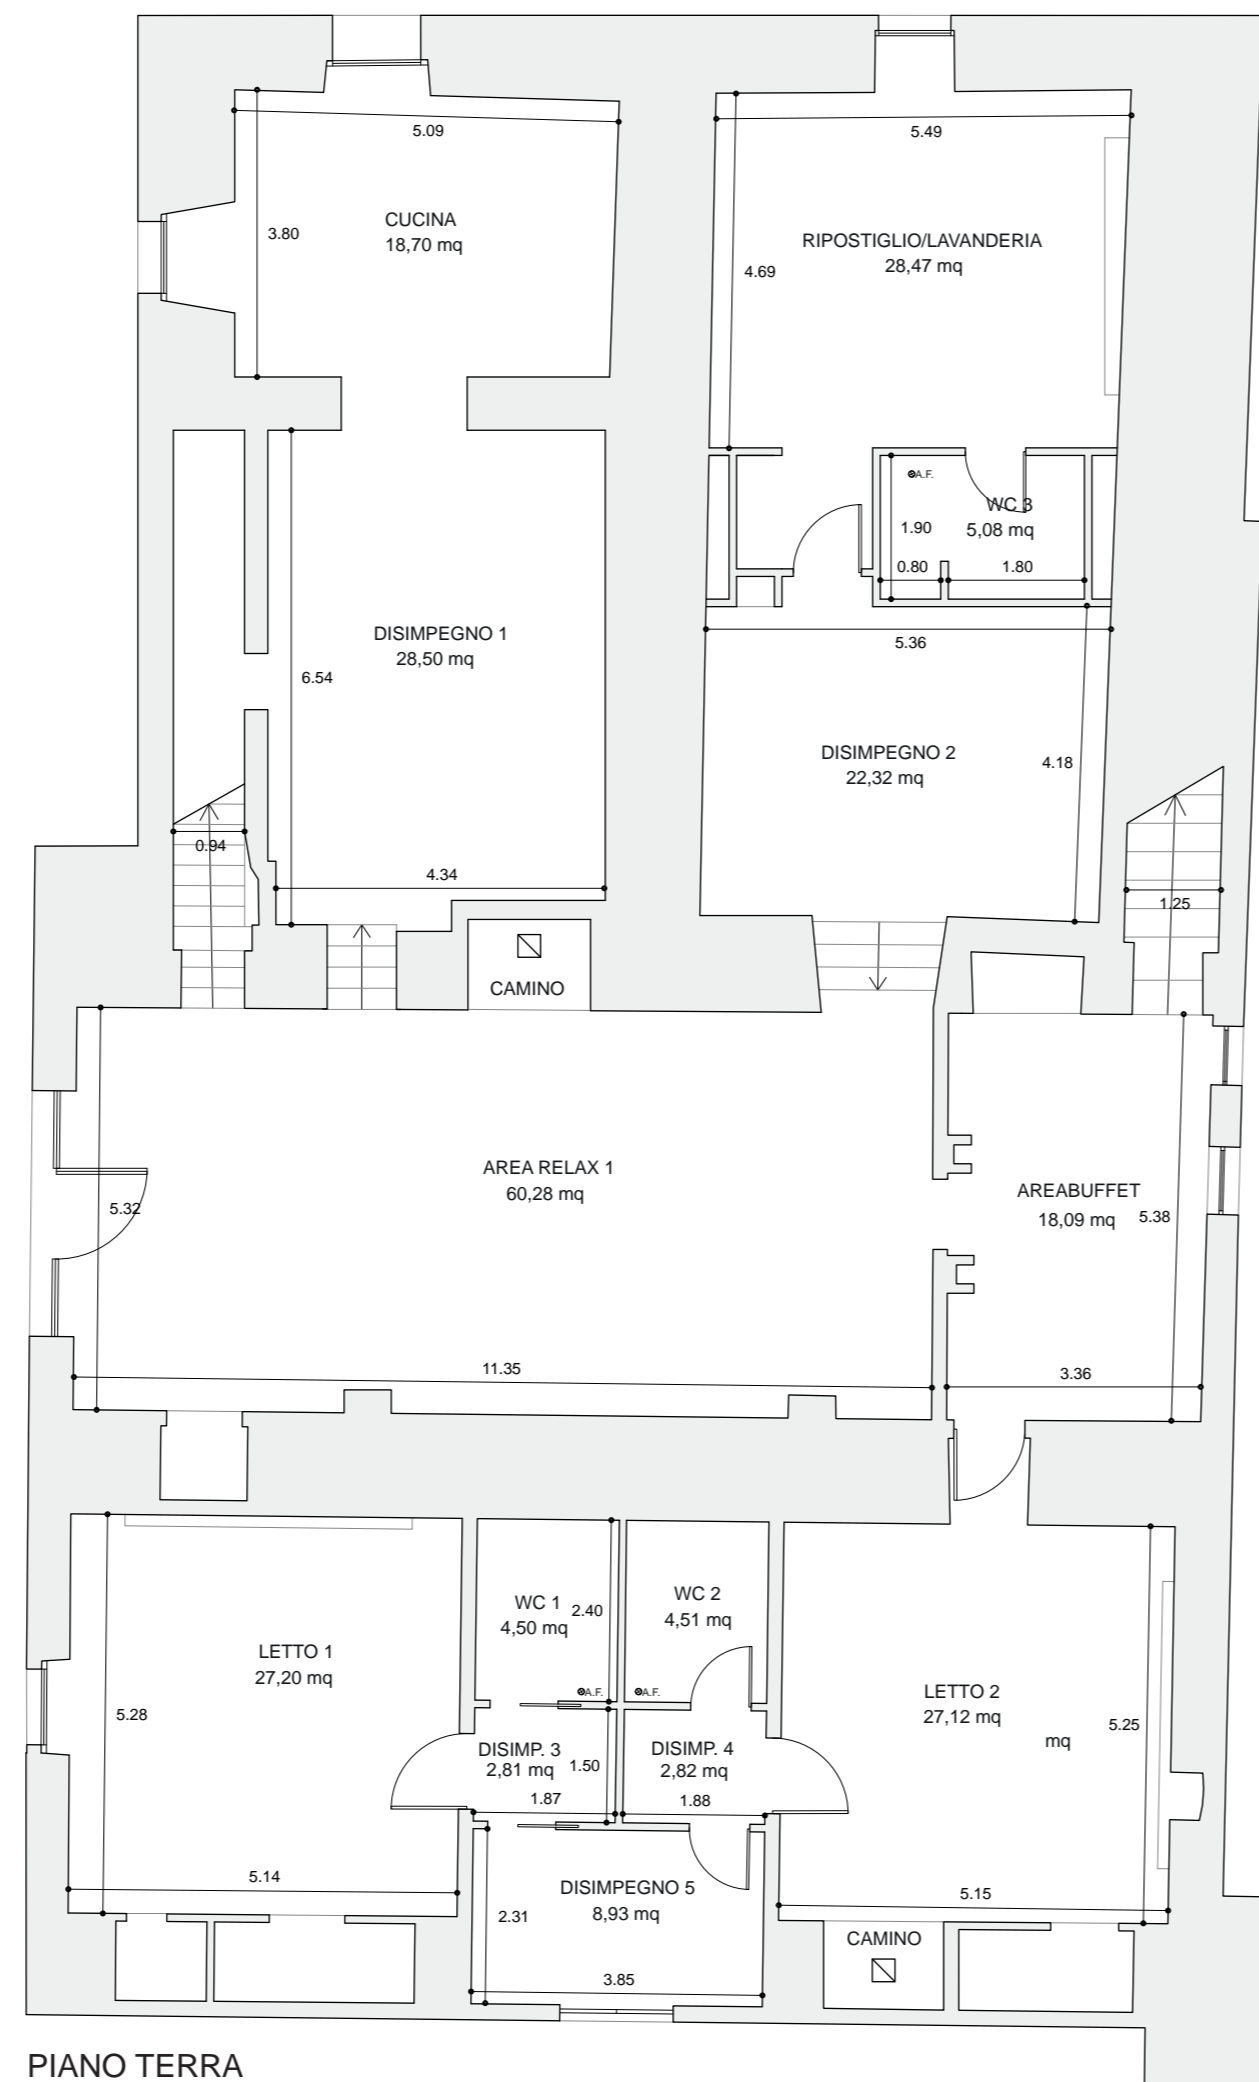 5.09
5.49
CUCINA
18,70 mq
3.80
RIPOSTIGLIO/LAVANDERIA
28,47 mq
4.69
A.F.
WC 3
5,08 mq
1.90
0.80
1.80
DISIMPEGNO 1
28,50 mq
6.54
5.36
DISIMPEGNO 2
22,32 mq
4.18
0.94
4.34
1.25
CAMINO
AREA RELAX 1
60,28 mq
5.32
AREABUFFET
18,09 mq
5.38
11.35
3.36
WC 1
4,50 mq
2.40
WC 2
4,51 mq
LETTO 1
27,20 mq
5.28
A.F.
A.F.
LETTO 2
27,12 mq
mq
5.25
DISIMP. 3
2,81 mq
1.50
1.87
DISIMP. 4
2,82 mq
1.88
5.14
DISIMPEGNO 5
8,93 mq
2.31
3.85
5.15
CAMINO
PIANO TERRA